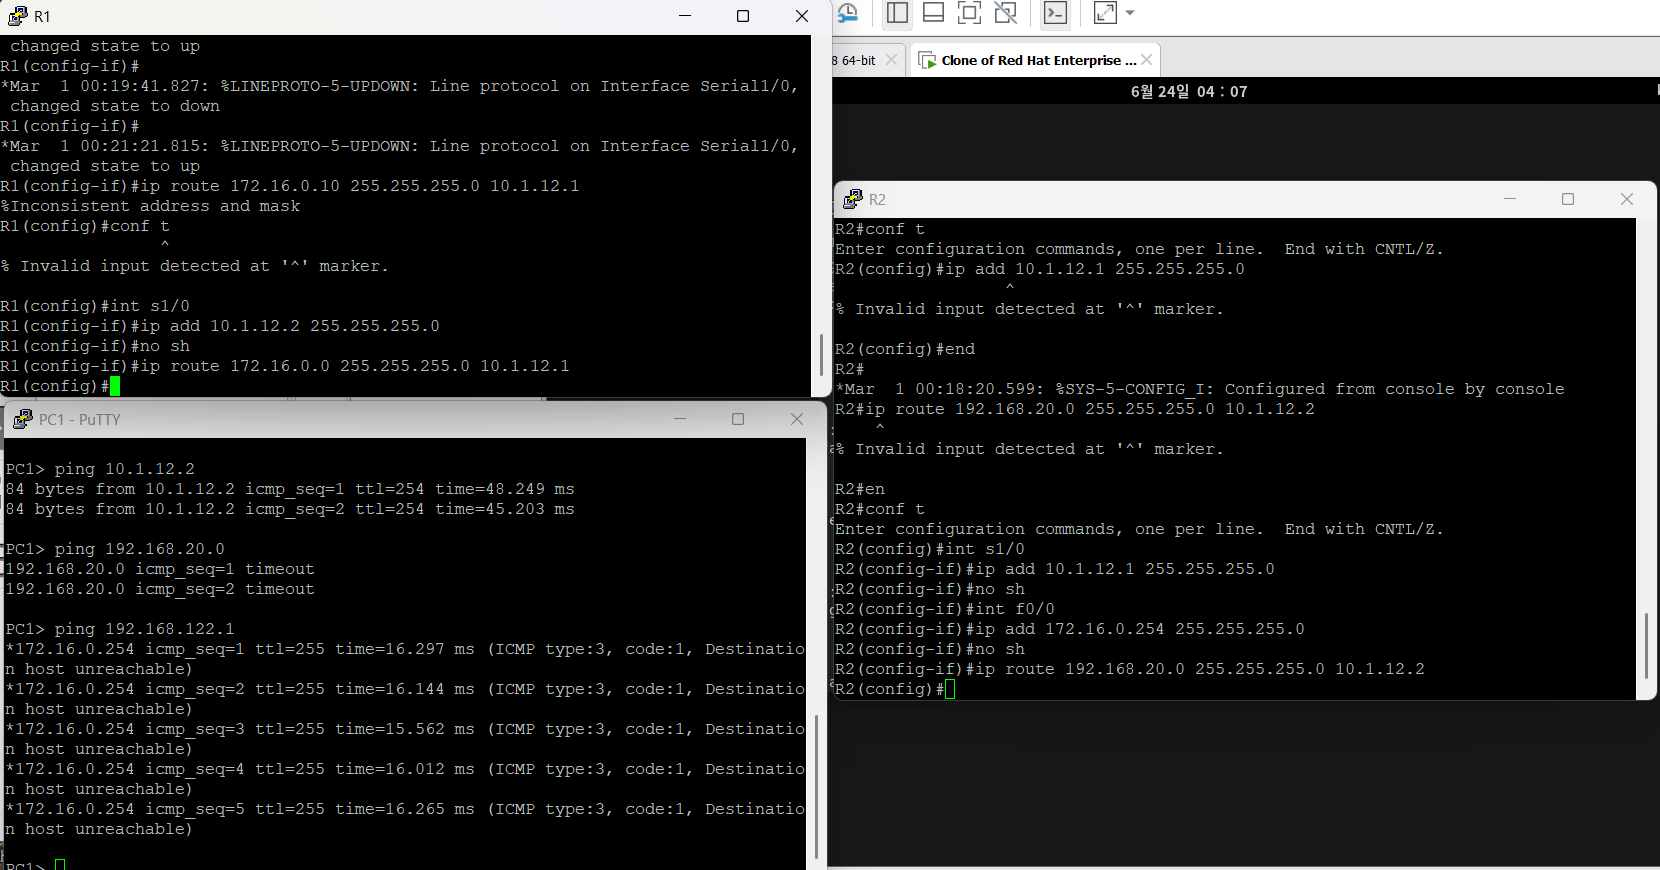 R1
 changed state to up
R1(config-if)#
*Mar  1 00:19:41.827: %LINEPROTO-5-UPDOWN: Line protocol on Interface Serial1/0,
 changed state to down
R1(config-if)#
*Mar  1 00:21:21.815: %LINEPROTO-5-UPDOWN: Line protocol on Interface Serial1/0,
 changed state to up
R1(config-if)#ip route 172.16.0.10 255.255.255.0 10.1.12.1
%Inconsistent address and mask
R1(config)#conf t
                ^
% Invalid input detected at '^' marker.
R1(config)#int s1/0
R1(config-if)#ip add 10.1.12.2 255.255.255.0
R1(config-if)#no sh
R1(config-if)#ip route 172.16.0.0 255.255.255.0 10.1.12.1
R1(config)#
PC1 - PuTTY
PC1> ping 10.1.12.2
84 bytes from 10.1.12.2 icmp_seq=1 ttl=254 time=48.249 ms
84 bytes from 10.1.12.2 icmp_seq=2 ttl=254 time=45.203 ms
PC1> ping 192.168.20.0
192.168.20.0 icmp_seq=1 timeout
192.168.20.0 icmp_seq=2 timeout
PC1> ping 192.168.122.1
*172.16.0.254 icmp_seq=1 ttl=255 time=16.297 ms (ICMP type:3, code:1, Destinatio
n host unreachable)
*172.16.0.254 icmp_seq=2 ttl=255 time=16.144 ms (ICMP type:3, code:1, Destinatio
n host unreachable)
*172.16.0.254 icmp_seq=3 ttl=255 time=15.562 ms (ICMP type:3, code:1, Destinatio
n host unreachable)
*172.16.0.254 icmp_seq=4 ttl=255 time=16.012 ms (ICMP type:3, code:1, Destinatio
n host unreachable)
*172.16.0.254 icmp_seq=5 ttl=255 time=16.265 ms (ICMP type:3, code:1, Destinatio
n host unreachable)
PC1>
8 64-bit
Clone of Red Hat Enterprise ...
6월 24일 04 : 07
R2
R2#conf t
Enter configuration commands, one per line.  End with CNTL/Z.
R2(config)#ip add 10.1.12.1 255.255.255.0
                 ^
% Invalid input detected at '^' marker.
R2(config)#end
R2#
*Mar  1 00:18:20.599: %SYS-5-CONFIG_I: Configured from console by console
R2#ip route 192.168.20.0 255.255.255.0 10.1.12.2
    ^
% Invalid input detected at '^' marker.
R2#en
R2#conf t
Enter configuration commands, one per line.  End with CNTL/Z.
R2(config)#int s1/0
R2(config-if)#ip add 10.1.12.1 255.255.255.0
R2(config-if)#no sh
R2(config-if)#int f0/0
R2(config-if)#ip add 172.16.0.254 255.255.255.0
R2(config-if)#no sh
R2(config-if)#ip route 192.168.20.0 255.255.255.0 10.1.12.2
R2(config)#